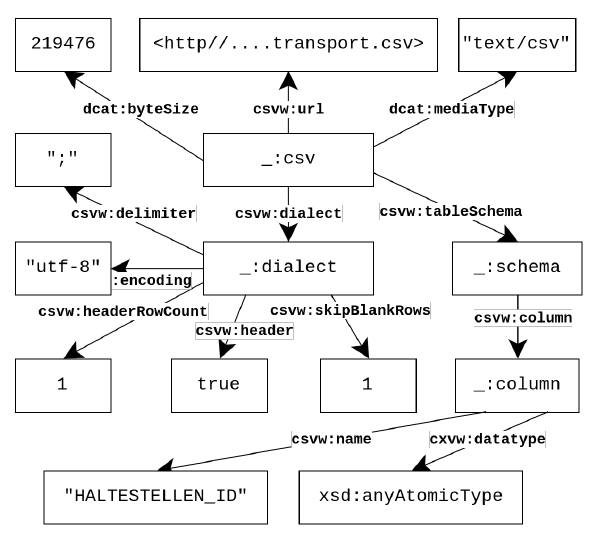 219476
<http//....transport.csv>
"text/csv"
dcat:byteSize
csvw:url
dcat:mediaType
";"
_:csv
csvw:delimiter
csvw:dialect
csvw:tableSchema
"utf-8"
:encoding
_:dialect
_:schema
csvw:headerRowCount
csvw:header
csvw:skipBlankRows
csvw:column
1
true
1
_:column
csvw:name
cxvw:datatype
"HALTESTELLEN_ID"
xsd:anyAtomicType